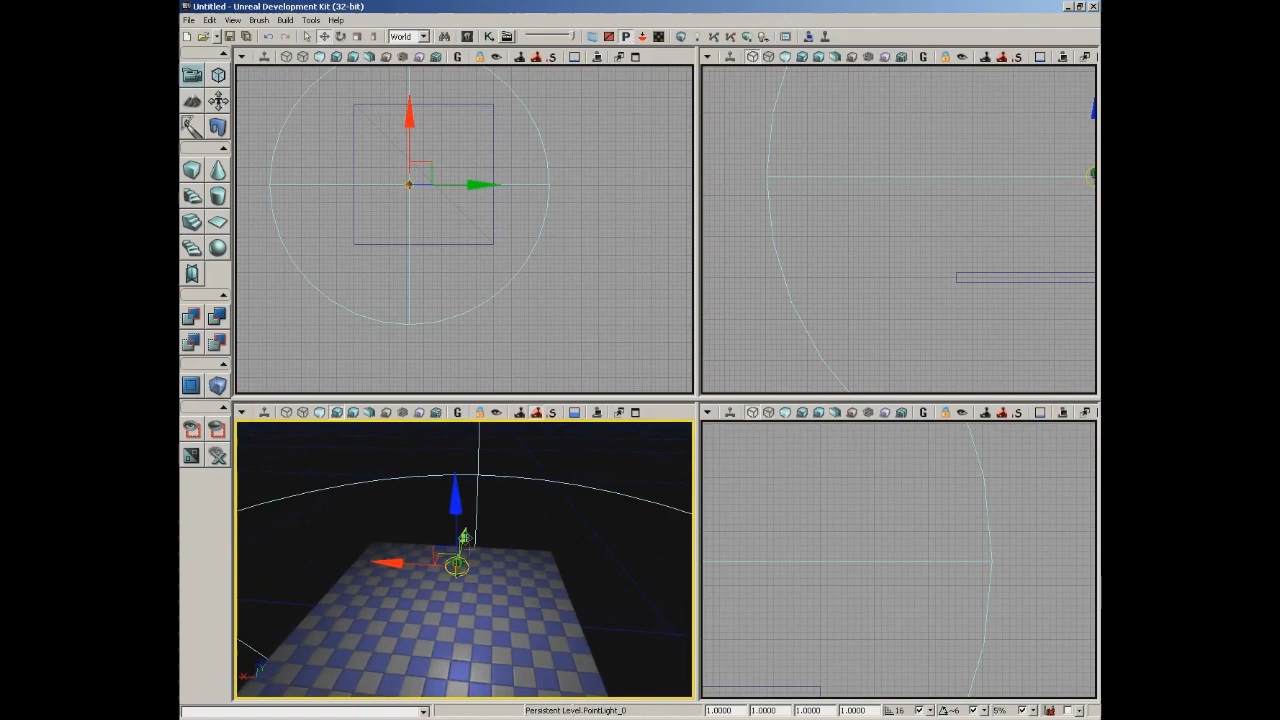 Untitled - Unreal Development Kit (32-bit)
File Edit View Brush Build Tools Help
World
P
G S
G S
G S
G S
X
Persistent Level.PointLight_0
1.0000 1.0000 1.0000 1.0000 16 ~6 5%